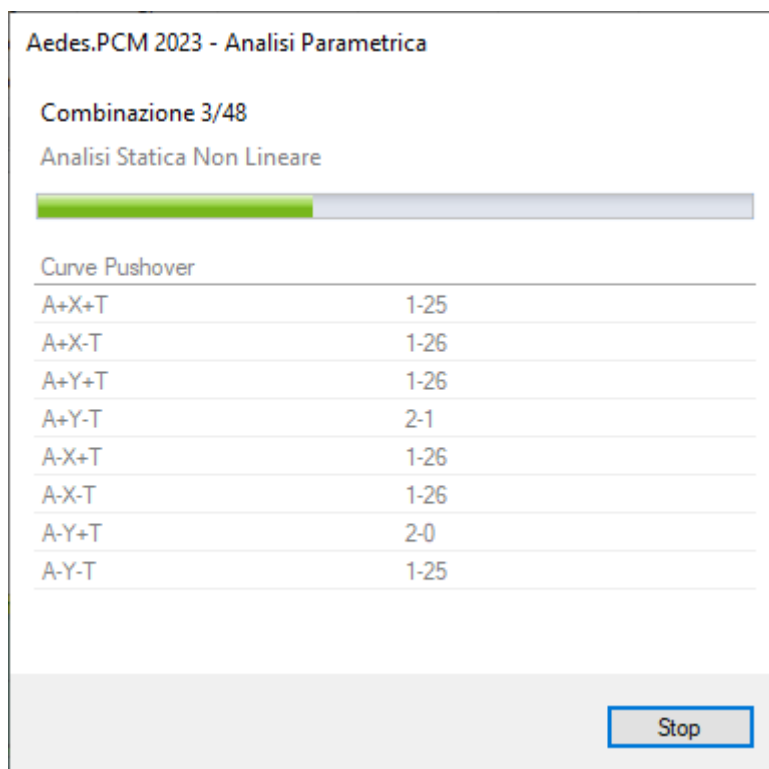 Aedes.PCM 2023 - Analisi Parametrica
Combinazione 3/48
Analisi Statica Non Lineare
Curve Pushover
A+X+T 1-25
A+X-T 1-26
A+Y+T 1-26
A+Y-T 2-1
A-X+T 1-26
A-X-T 1-26
A-Y+T 2-0
A-Y-T 1-25
Stop